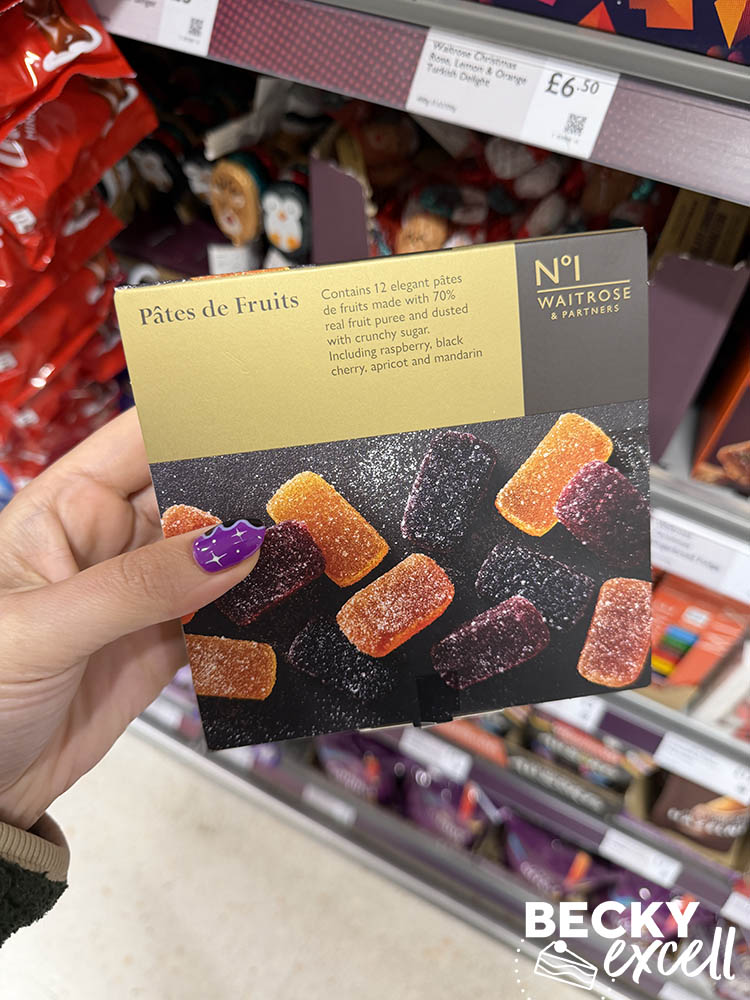 Waitrose Christmas
Rose, Lemon & Orange
Turkish Delight
£6.50
Pâtes de Fruits
Contains 12 elegant pâtes
de fruits made with 70%
real fruit puree and dusted
with crunchy sugar.
Including raspberry, black
cherry, apricot and mandarin
Nº1
WAITROSE
& PARTNERS
BECKY
excell